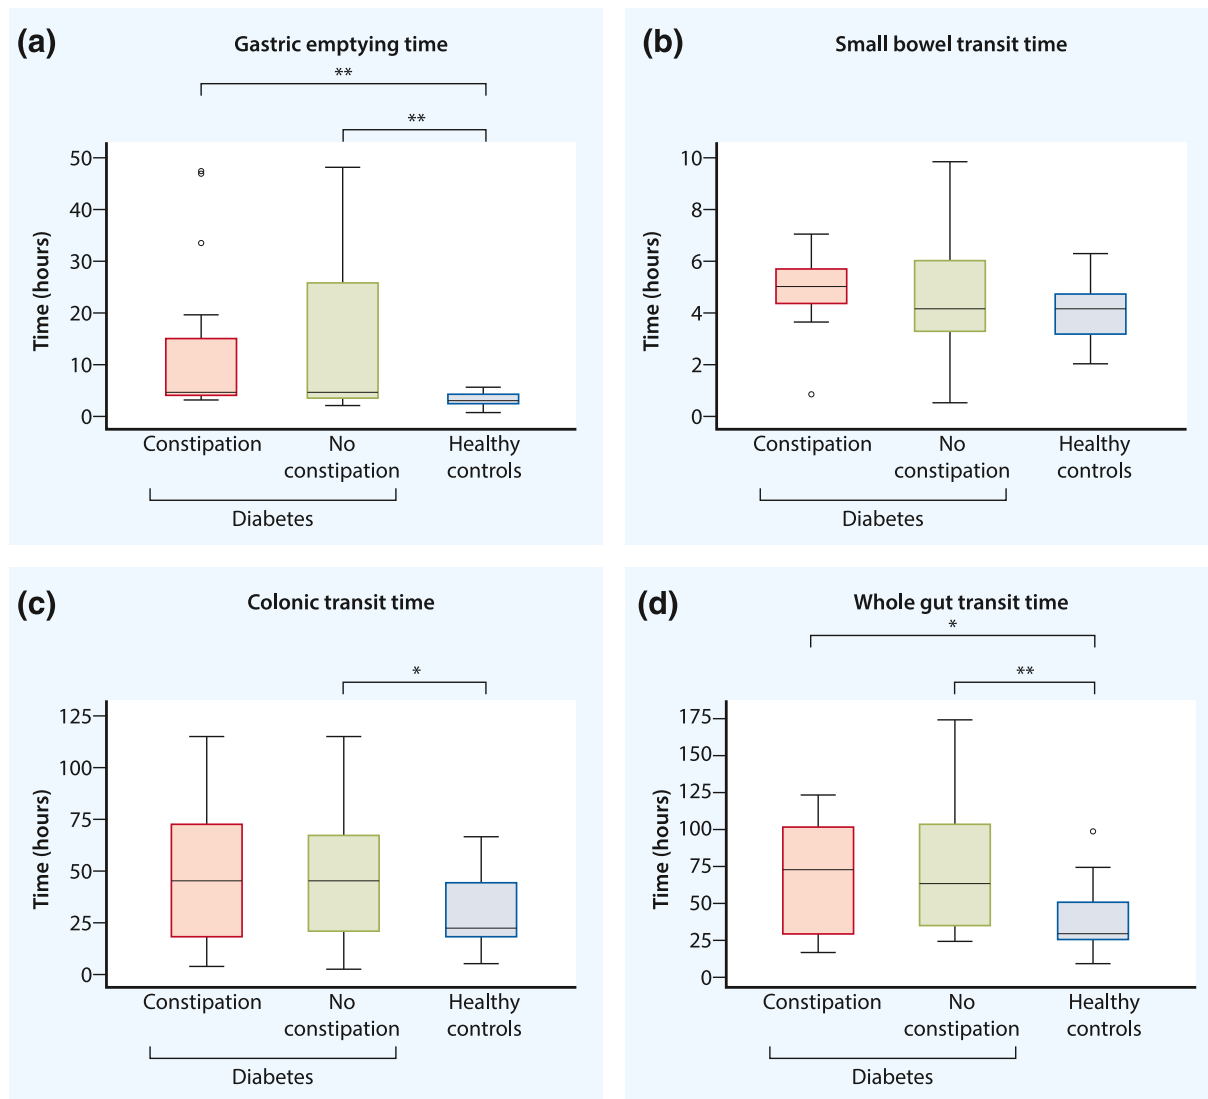 (a)
Gastric emptying time
**
**
50
40
30
20
10
0
Time (hours)
Constipation
No
constipation
Healthy
controls
Diabetes
(b)
Small bowel transit time
10
8
6
4
2
0
Time (hours)
Constipation
No
constipation
Healthy
controls
Diabetes
(c)
Colonic transit time
*
125
100
75
50
25
0
Time (hours)
Constipation
No
constipation
Healthy
controls
Diabetes
(d)
Whole gut transit time
*
**
175
150
125
100
75
50
25
0
Time (hours)
Constipation
No
constipation
Healthy
controls
Diabetes